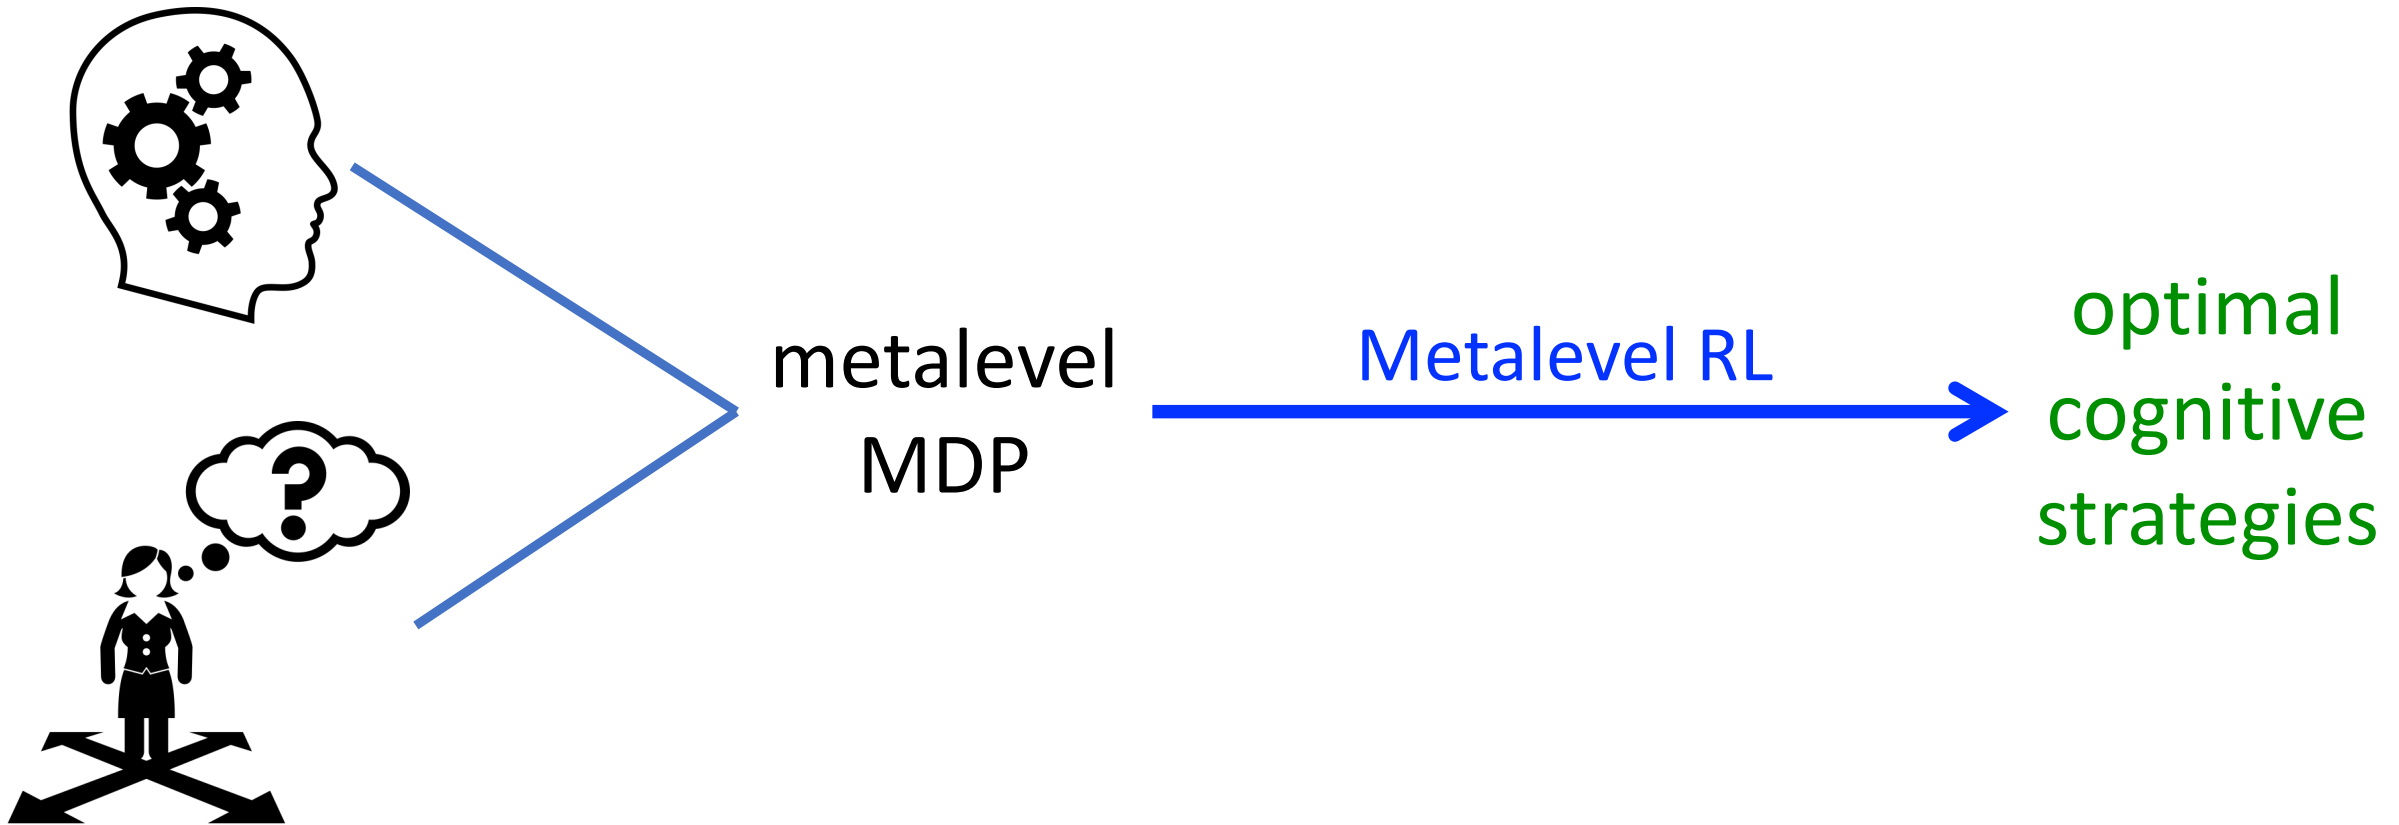 ?
metalevel
MDP
Metalevel RL
optimal
cognitive
strategies